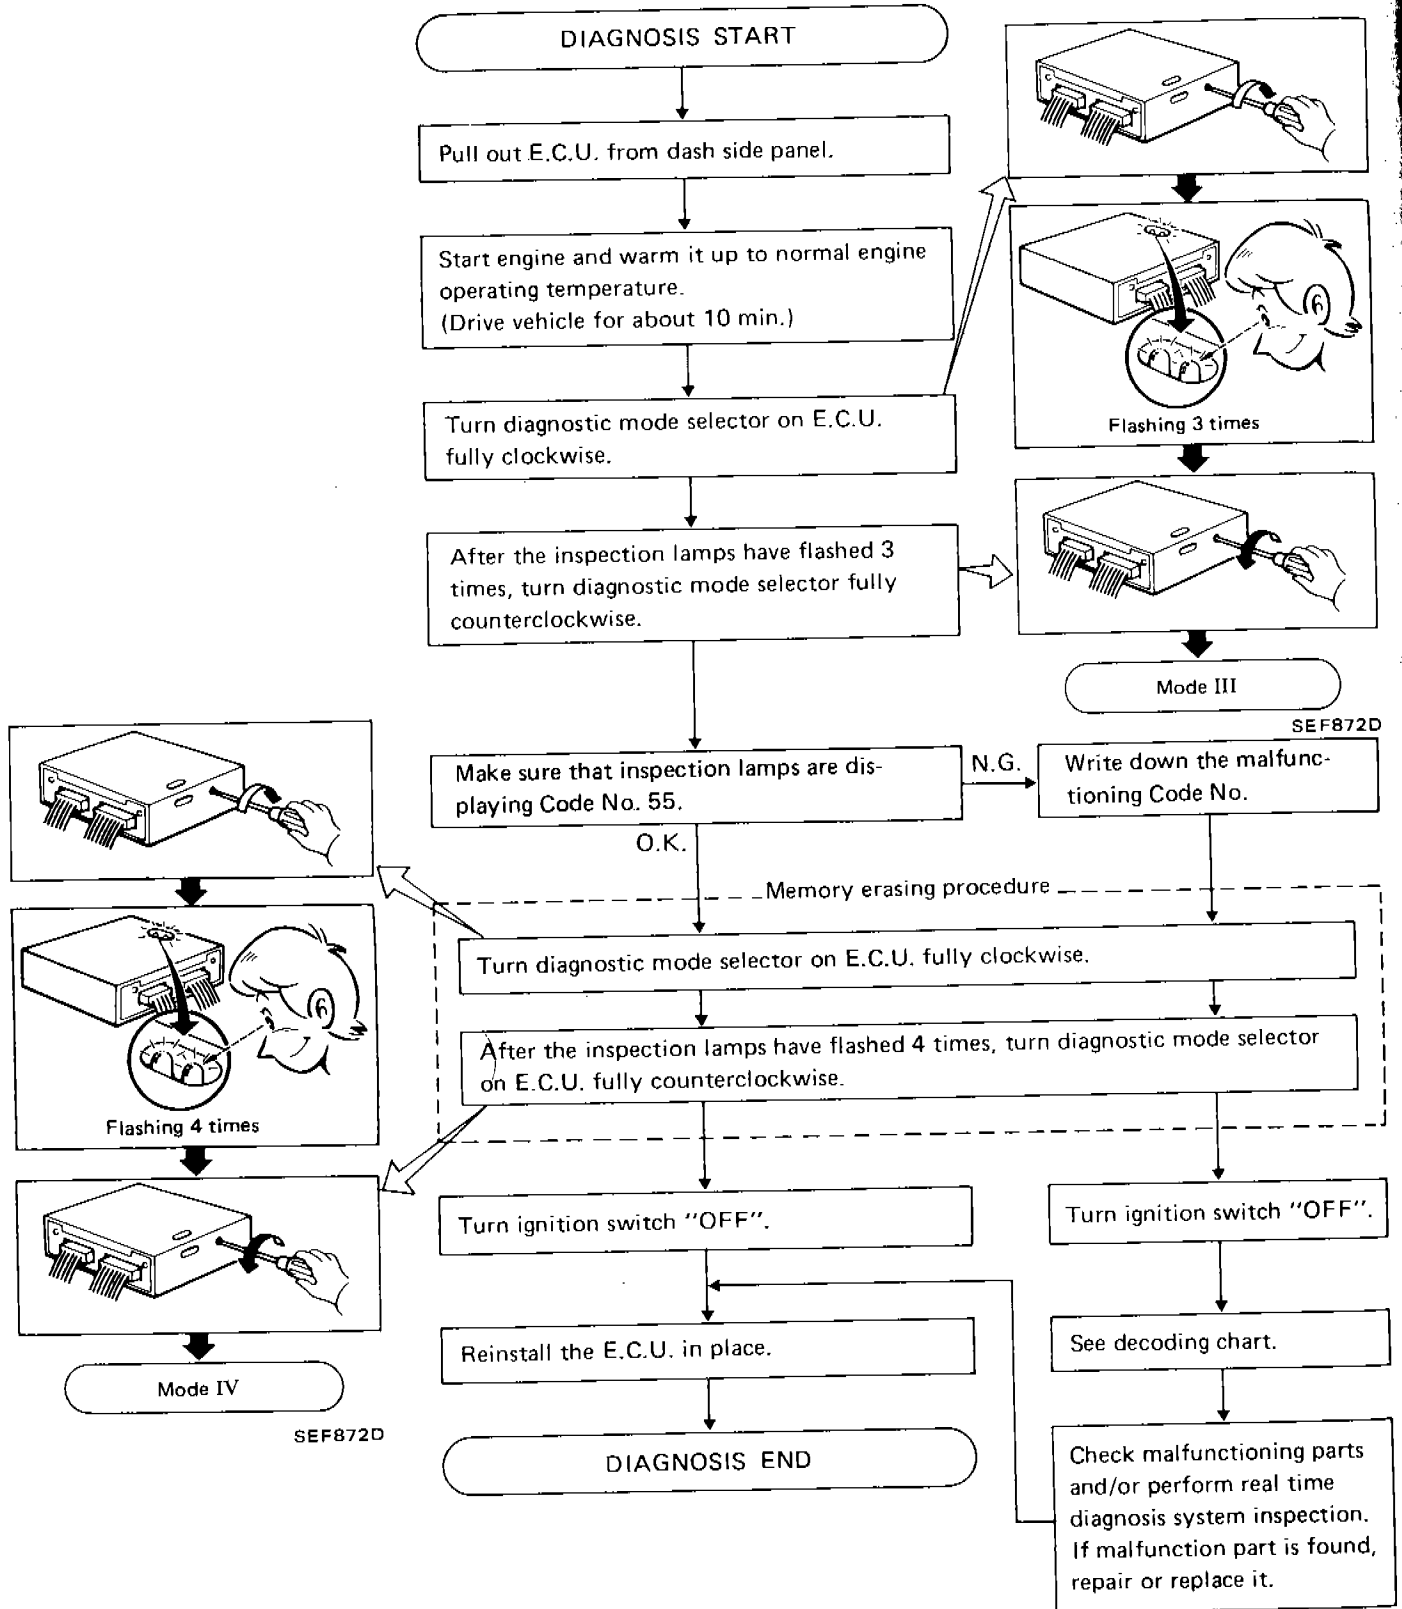 DIAGNOSIS START
Pull out E.C.U. from dash side panel.
Start engine and warm it up to normal engine
operating temperature.
(Drive vehicle for about 10 min.)
Turn diagnostic mode selector on E.C.U.
fully clockwise.
Flashing 3 times
After the inspection lamps have flashed 3
times, turn diagnostic mode selector fully
counterclockwise.
Mode III
SEF872D
Make sure that inspection lamps are dis-
playing Code No. 55.
N.G.
Write down the malfunc-
tioning Code No.
O.K.
Memory erasing procedure
Turn diagnostic mode selector on E.C.U. fully clockwise.
After the inspection lamps have flashed 4 times, turn diagnostic mode selector
on E.C.U. fully counterclockwise.
Flashing 4 times
Mode IV
SEF872D
Turn ignition switch "OFF".
Turn ignition switch "OFF".
Reinstall the E.C.U. in place.
See decoding chart.
DIAGNOSIS END
Check malfunctioning parts
and/or perform real time
diagnosis system inspection.
If malfunction part is found,
repair or replace it.